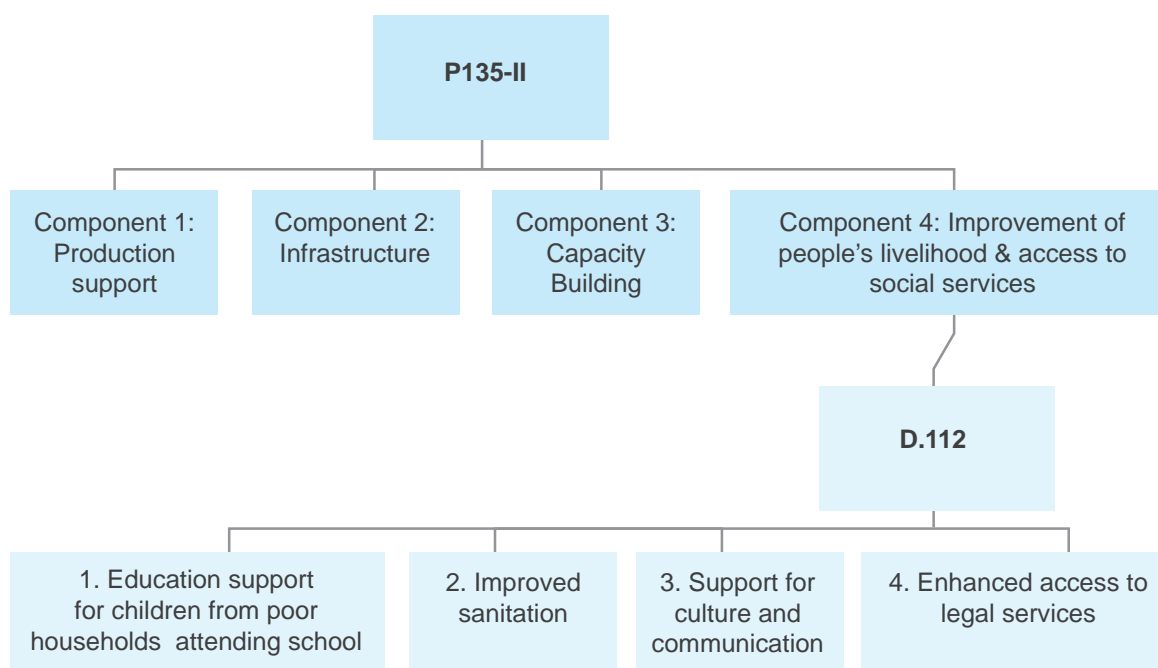 P135-II
Component 1:
Production
support
Component 2:
Infrastructure
Component 3:
Capacity
Building
Component 4: Improvement of
people’s livelihood & access to
social services
D.112
1. Education support
for children from poor
households  attending school
2. Improved
sanitation
3. Support for
culture and
communication
4. Enhanced access to
legal services